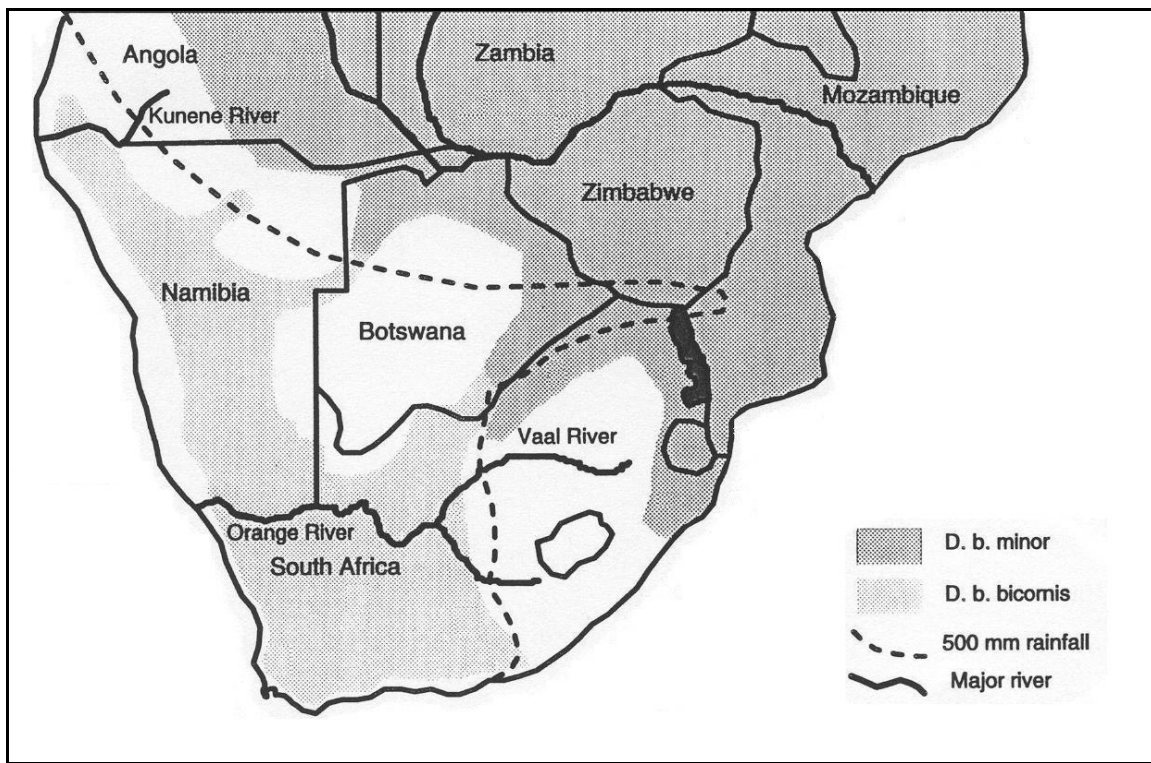 Angola
Zambia
Mozambique
Kunene River
Zimbabwe
Namibia
Botswana
Vaal River
Orange River
South Africa
D. b. minor
D. b. bicornis
500 mm rainfall
Major river